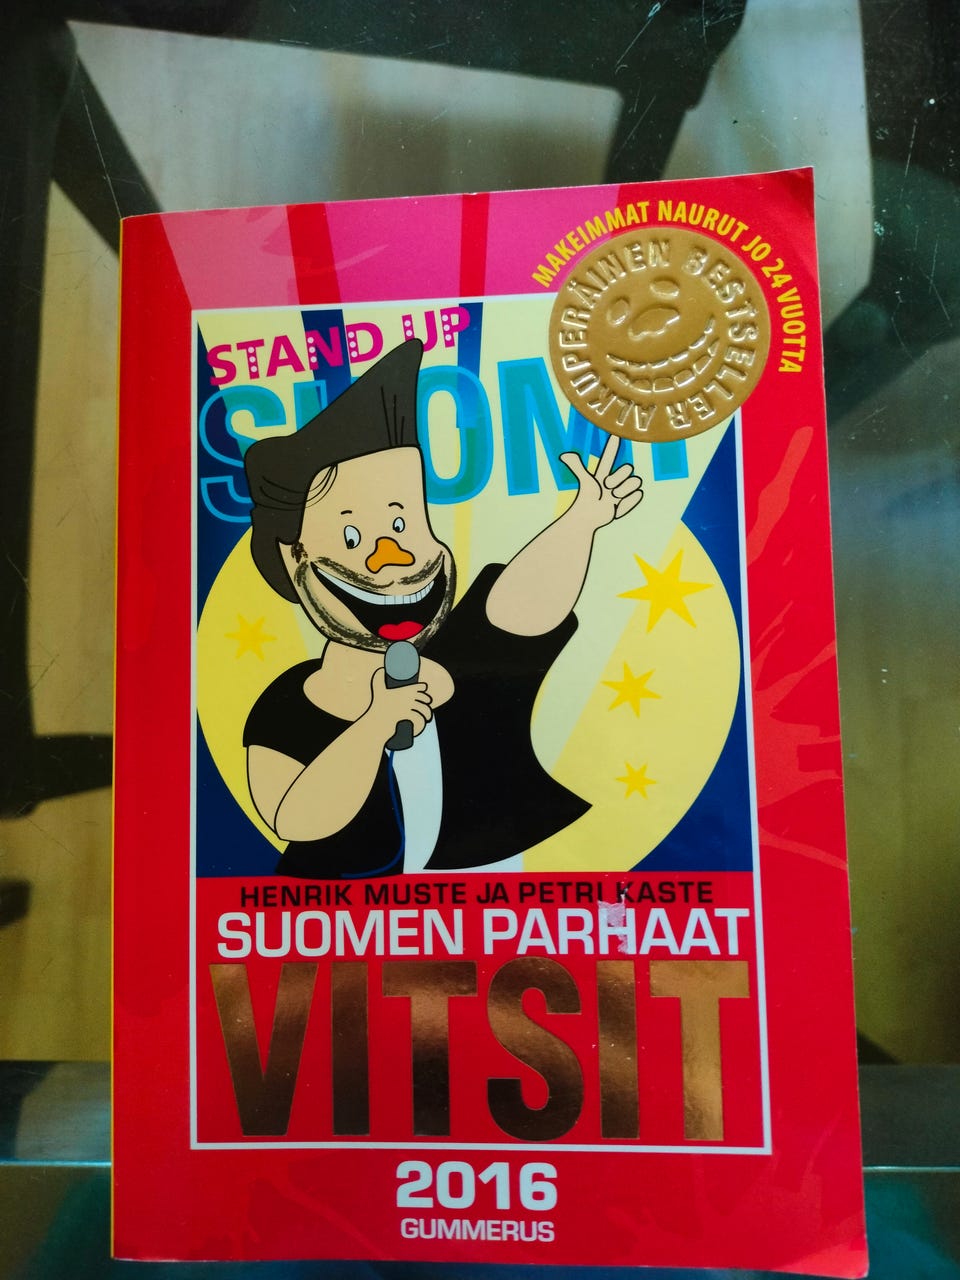 MAKEIMMAT NAURUT JO 24 VUOTTA
ALKUPERÄINEN BESTSELLER
STAND UP
SUOMI
HENRIK MUSTE JA PETRI KASTE
SUOMEN PARHAAT
VITSIT
2016
GUMMERUS